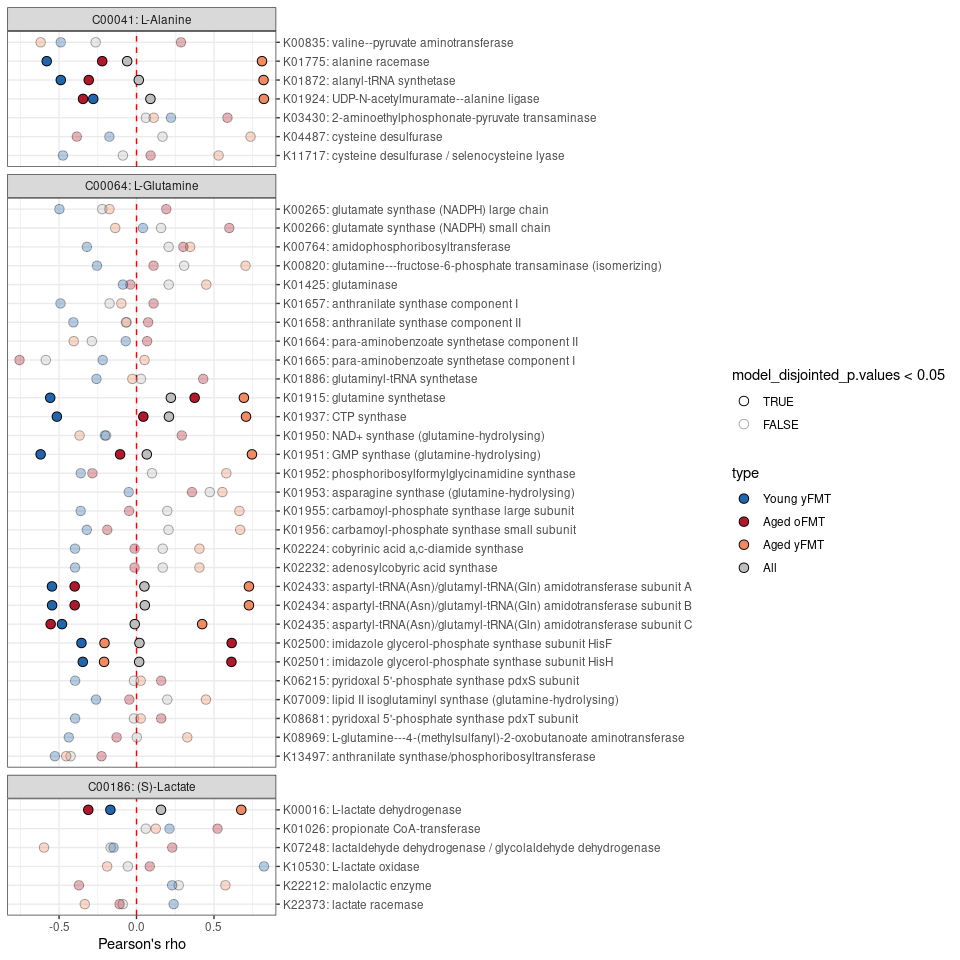 C00041: L-Alanine
K00835: valine--pyruvate aminotransferase
K01775: alanine racemase
K01872: alanyl-tRNA synthetase
K01924: UDP-N-acetylmuramate--alanine ligase
K03430: 2-aminoethylphosphonate-pyruvate transaminase
K04487: cysteine desulfurase
K11717: cysteine desulfurase / selenocysteine lyase
C00064: L-Glutamine
K00265: glutamate synthase (NADPH) large chain
K00266: glutamate synthase (NADPH) small chain
K00764: amidophosphoribosyltransferase
K00820: glutamine---fructose-6-phosphate transaminase (isomerizing)
K01425: glutaminase
K01657: anthranilate synthase component I
K01658: anthranilate synthase component II
K01664: para-aminobenzoate synthetase component II
K01665: para-aminobenzoate synthetase component I
K01886: glutaminyl-tRNA synthetase
K01915: glutamine synthetase
K01937: CTP synthase
K01950: NAD+ synthase (glutamine-hydrolysing)
K01951: GMP synthase (glutamine-hydrolysing)
K01952: phosphoribosylformylglycinamidine synthase
K01953: asparagine synthase (glutamine-hydrolysing)
K01955: carbamoyl-phosphate synthase large subunit
K01956: carbamoyl-phosphate synthase small subunit
K02224: cobyrinic acid a,c-diamide synthase
K02232: adenosylcobyric acid synthase
K02433: aspartyl-tRNA(Asn)/glutamyl-tRNA(Gln) amidotransferase subunit A
K02434: aspartyl-tRNA(Asn)/glutamyl-tRNA(Gln) amidotransferase subunit B
K02435: aspartyl-tRNA(Asn)/glutamyl-tRNA(Gln) amidotransferase subunit C
K02500: imidazole glycerol-phosphate synthase subunit HisF
K02501: imidazole glycerol-phosphate synthase subunit HisH
K06215: pyridoxal 5'-phosphate synthase pdxS subunit
K07009: lipid II isoglutaminyl synthase (glutamine-hydrolysing)
K08681: pyridoxal 5'-phosphate synthase pdxT subunit
K08969: L-glutamine---4-(methylsulfanyl)-2-oxobutanoate aminotransferase
K13497: anthranilate synthase/phosphoribosyltransferase
C00186: (S)-Lactate
K00016: L-lactate dehydrogenase
K01026: propionate CoA-transferase
K07248: lactaldehyde dehydrogenase / glycolaldehyde dehydrogenase
K10530: L-lactate oxidase
K22212: malolactic enzyme
K22373: lactate racemase
-0.5 0.0 0.5
Pearson's rho
model_disjointed_p.values < 0.05
TRUE
FALSE
type
Young yFMT
Aged oFMT
Aged yFMT
All